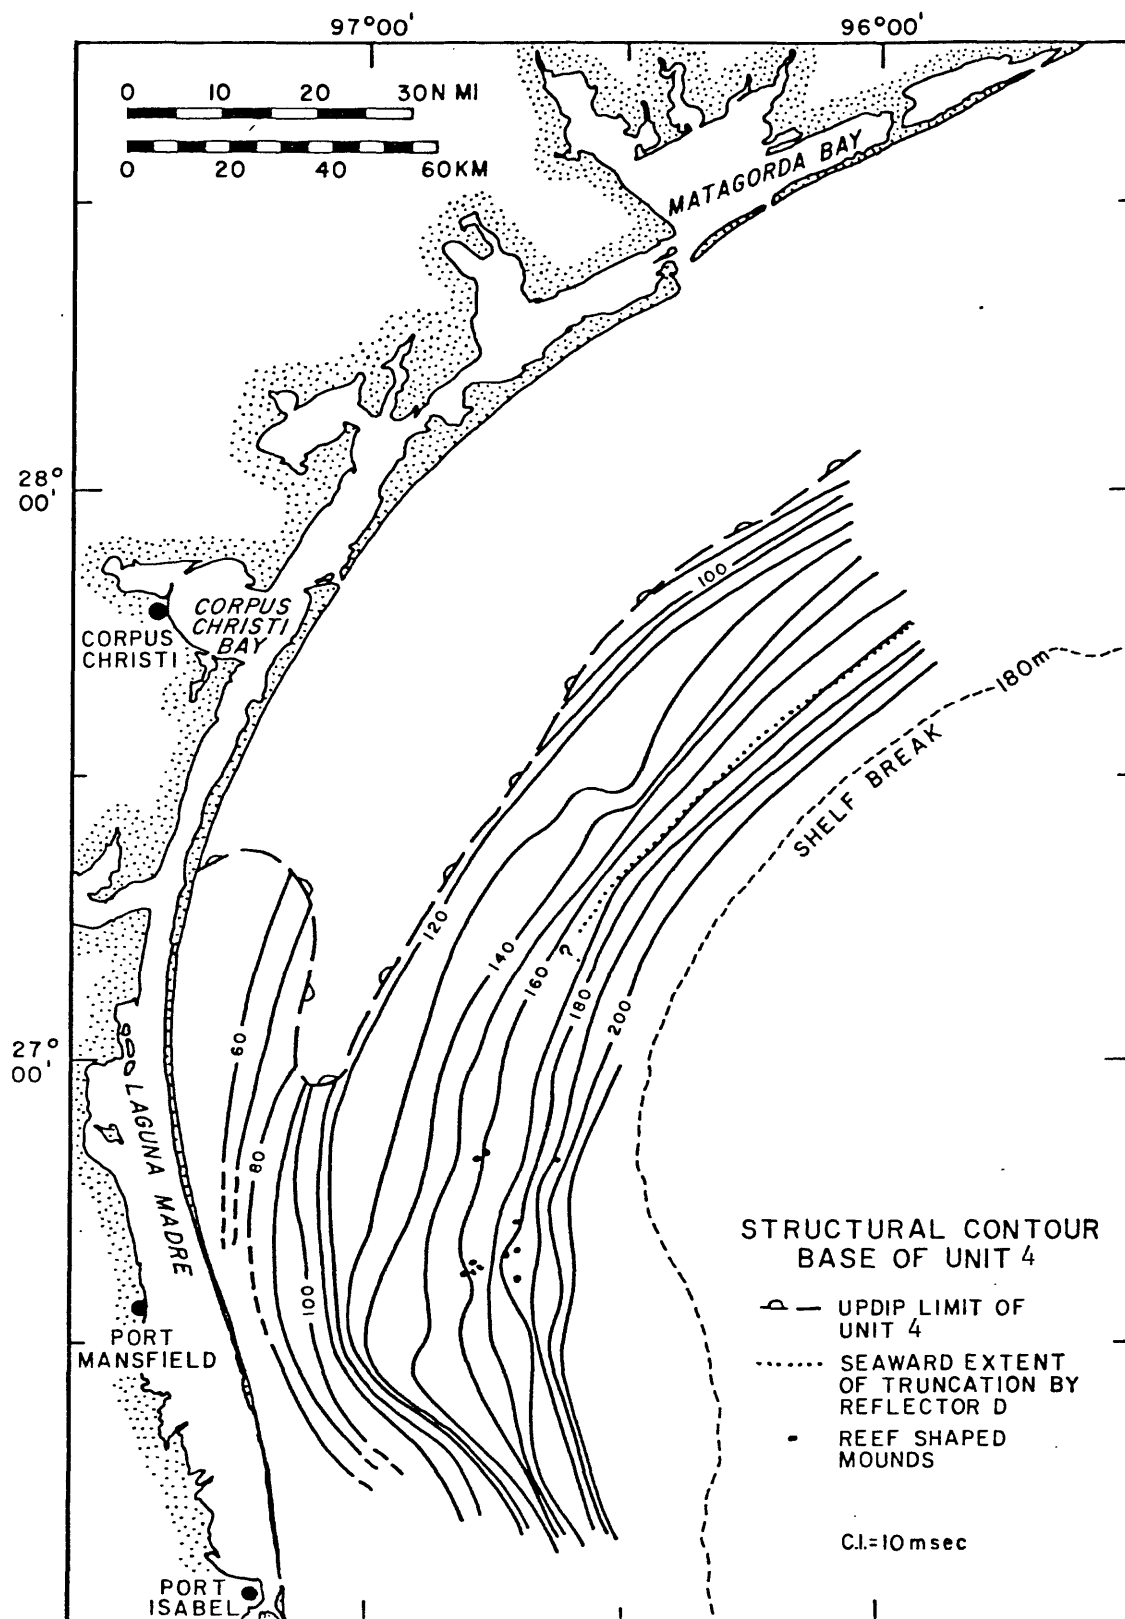 97°00'
96°00'
0 10 20 30 N MI
0 20 40 60 KM
MATAGORDA BAY
28°
00'
100
CORPUS
CHRISTI
BAY
CORPUS
CHRISTI
180m
SHELF BREAK
120
140
160
?
180
200
60
27°
00'
80
LAGUNA MADRE
100
STRUCTURAL CONTOUR
BASE OF UNIT 4
UPDIP LIMIT OF
UNIT 4
PORT
MANSFIELD
SEAWARD EXTENT
OF TRUNCATION BY
REFLECTOR D
REEF SHAPED
MOUNDS
C.I.=10 msec
PORT
ISABEL